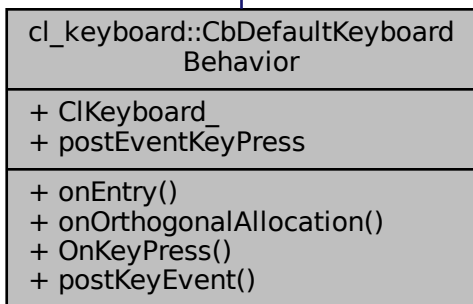 cl_keyboard::CbDefaultKeyboard
Behavior
+ ClKeyboard_
+ postEventKeyPress
+ onEntry()
+ onOrthogonalAllocation()
+ OnKeyPress()
+ postKeyEvent()